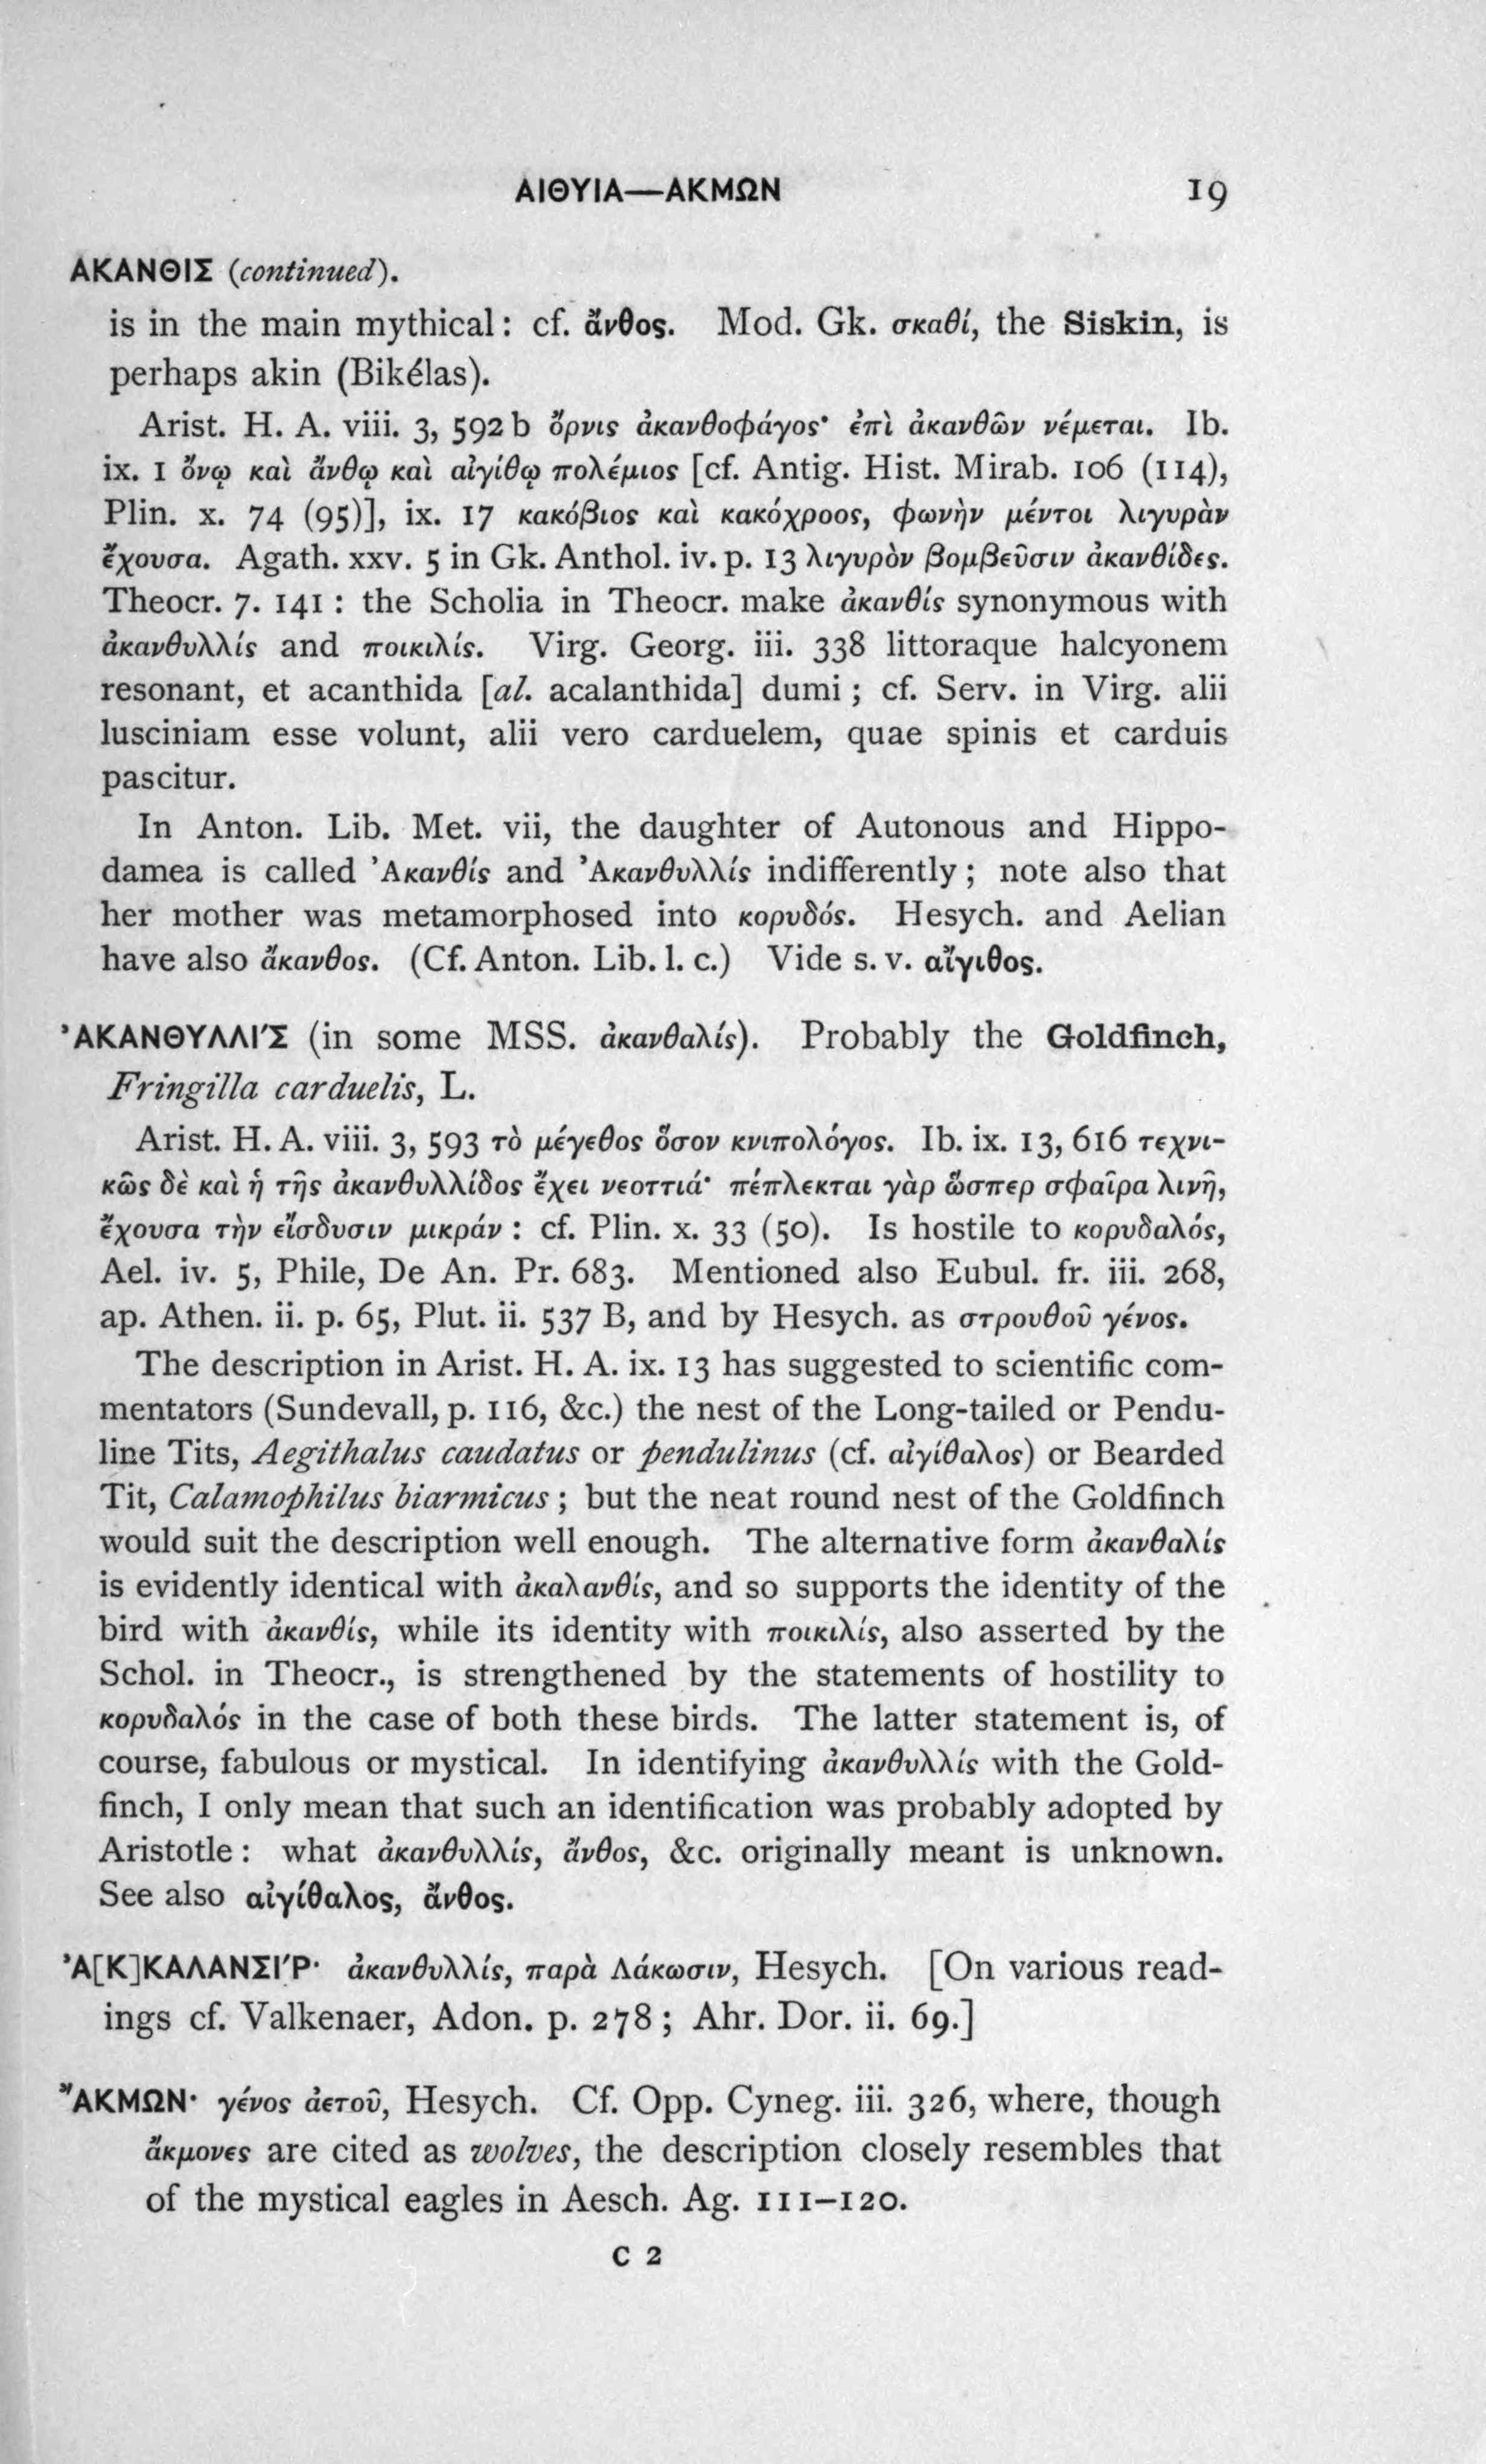 ΑΙΘΥΙΑ—ΑΚΜΩΝ 19
ΑΚΑΝΘΙΣ (continued).
is in the main mythical: cf. ἄνθος. Mod. Gk. σκαθί, the Siskin, is
perhaps akin (Bikélas).
Arist. H. A. viii. 3, 592 b ὄρνις ἀκανθοφάγος· ἐπὶ ἀκανθῶν νέμεται. Ib.
ix. 1 ὄνῳ καὶ ἄνθῳ καὶ αἰγίθῳ πολέμιος [cf. Antig. Hist. Mirab. 106 (114),
Plin. x. 74 (95)], ix. 17 κακόβιος καὶ κακόχροος, φωνὴν μέντοι λιγυρὰν
ἔχουσα. Agath. xxv. 5 in Gk. Anthol. iv. p. 13 λιγυρὸν βομβεῦσιν ἀκανθίδες.
Theocr. 7. 141: the Scholia in Theocr. make ἀκανθίς synonymous with
ἀκανθυλλίς and ποικιλίς. Virg. Georg. iii. 338 littoraque halcyonem
resonant, et acanthida [al. acalanthida] dumi; cf. Serv. in Virg. alii
lusciniam esse volunt, alii vero carduelem, quae spinis et carduis
pascitur.
In Anton. Lib. Met. vii, the daughter of Autonous and Hippo-
damea is called Ἀκανθίς and Ἀκανθυλλίς indifferently; note also that
her mother was metamorphosed into κορυδός. Hesych. and Aelian
have also ἄκανθος. (Cf. Anton. Lib. l. c.) Vide s. v. αἴγιθος.
ἈΚΑΝΘΥΛΛΙ´Σ (in some MSS. ἀκανθαλίς). Probably the Goldfinch,
Fringilla carduelis, L.
Arist. H. A. viii. 3, 593 τὸ μέγεθος ὅσον κνιπολόγος. Ib. ix. 13, 616 τεχνι-
κῶς δὲ καὶ ἡ τῆς ἀκανθυλλίδος ἔχει νεοττιά· πέπλεκται γὰρ ὥσπερ σφαῖρα λινῆ,
ἔχουσα τὴν εἴσδυσιν μικράν: cf. Plin. x. 33 (50). Is hostile to κορυδαλός,
Ael. iv. 5, Phile, De An. Pr. 683. Mentioned also Eubul. fr. iii. 268,
ap. Athen. ii. p. 65, Plut. ii. 537 B, and by Hesych. as στρουθοῦ γένος.
The description in Arist. H. A. ix. 13 has suggested to scientific com-
mentators (Sundevall, p. 116, &c.) the nest of the Long-tailed or Pendu-
line Tits, Aegithalus caudatus or pendulinus (cf. αἰγίθαλος) or Bearded
Tit, Calamophilus biarmicus; but the neat round nest of the Goldfinch
would suit the description well enough. The alternative form ἀκανθαλίς
is evidently identical with ἀκαλανθίς, and so supports the identity of the
bird with ἀκανθίς, while its identity with ποικιλίς, also asserted by the
Schol. in Theocr., is strengthened by the statements of hostility to
κορυδαλός in the case of both these birds. The latter statement is, of
course, fabulous or mystical. In identifying ἀκανθυλλίς with the Gold-
finch, I only mean that such an identification was probably adopted by
Aristotle: what ἀκανθυλλίς, ἄνθος, &c. originally meant is unknown.
See also αἰγίθαλος, ἄνθος.
Ἀ[Κ]ΚΑΛΑΝΣΙ´Ρ· ἀκανθυλλίς, παρὰ Λάκωσιν, Hesych. [On various read-
ings cf. Valkenaer, Adon. p. 278; Ahr. Dor. ii. 69.]
ἌΚΜΩΝ· γένος ἀετοῦ, Hesych. Cf. Opp. Cyneg. iii. 326, where, though
ἄκμονες are cited as wolves, the description closely resembles that
of the mystical eagles in Aesch. Ag. 111–120.
C 2